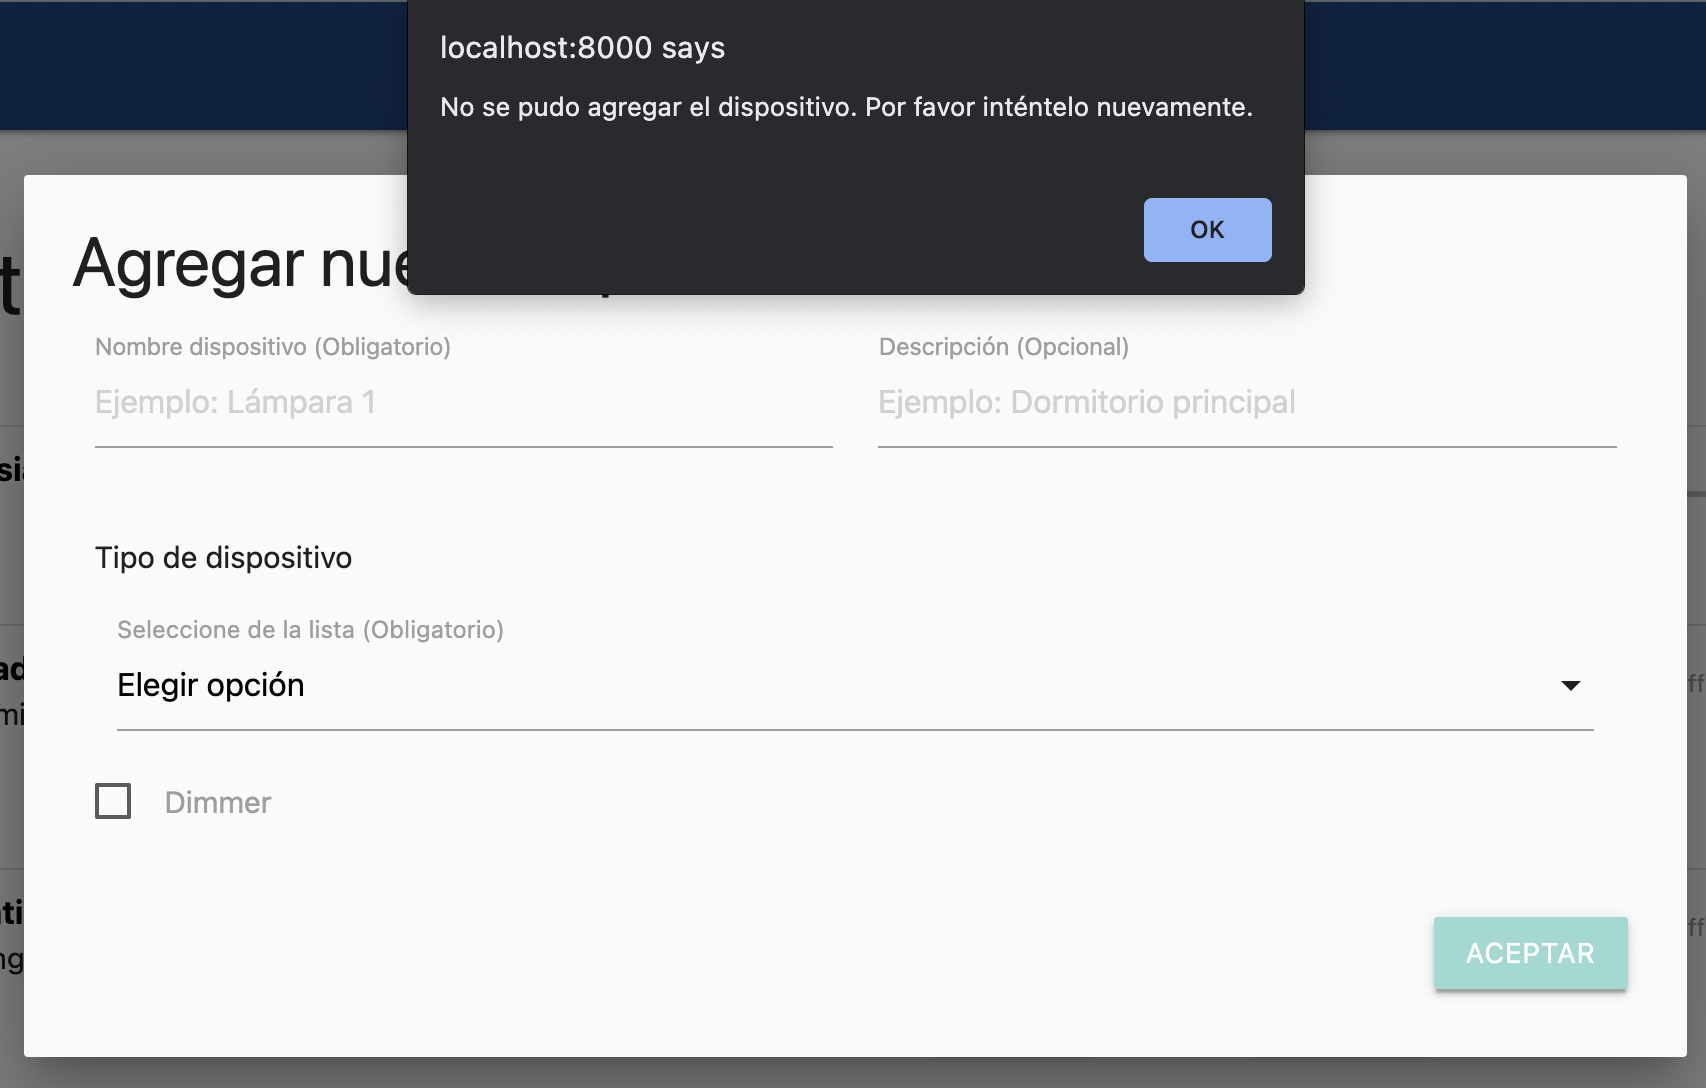 localhost:8000 says
No se pudo agregar el dispositivo. Por favor inténtelo nuevamente.
OK
Agregar
Nombre dispositivo (Obligatorio)
Descripción (Opcional)
Ejemplo: Lámpara 1
Ejemplo: Dormitorio principal
Tipo de dispositivo
Seleccione de la lista (Obligatorio)
Elegir opción
Dimmer
ACEPTAR